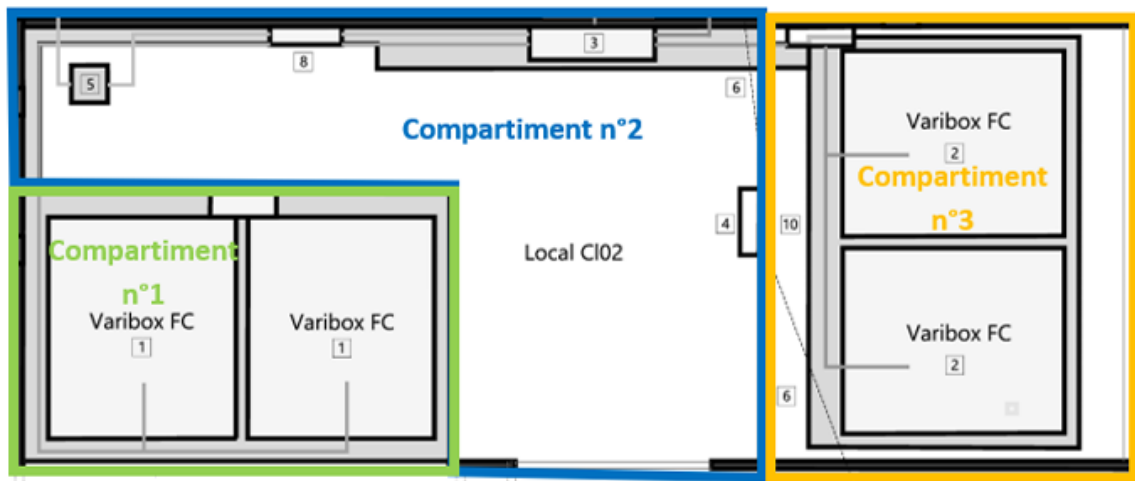 3
8
5
6
Compartiment n°2
Varibox FC
2
Compartiment
n°3
4
10
Local Cl02
Compartiment
n°1
Varibox FC
1
Varibox FC
1
Varibox FC
2
6